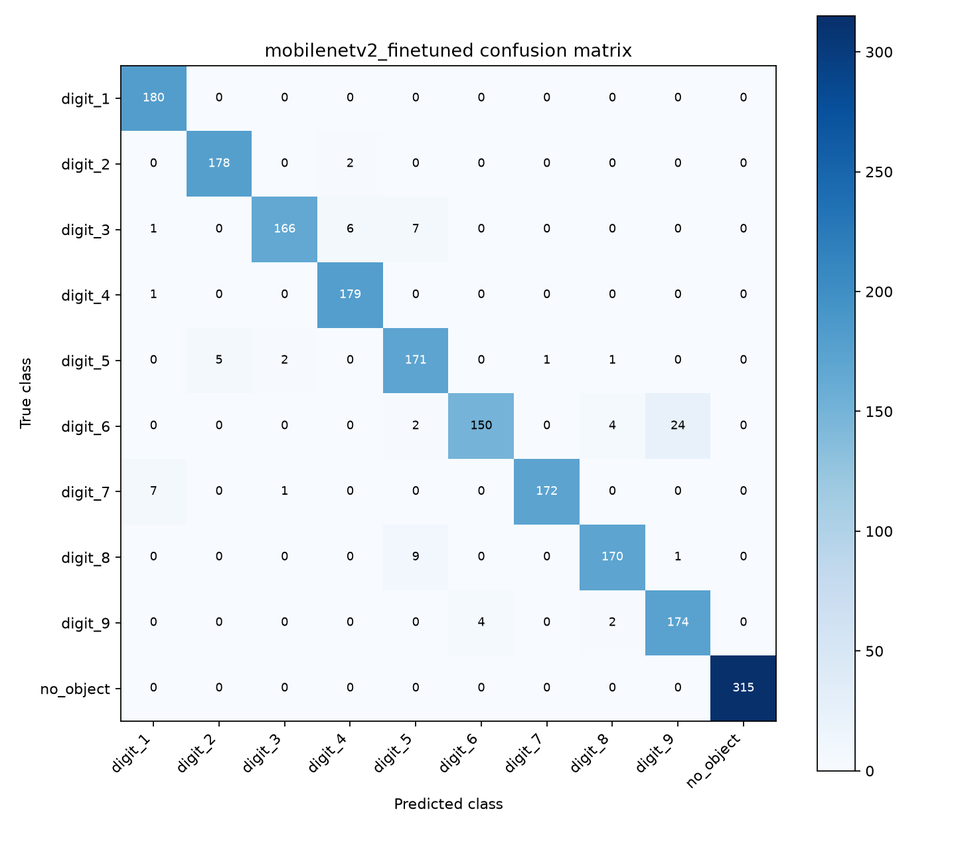 mobilenetv2_finetuned confusion matrix
digit_1 180 0 0 0 0 0 0 0 0 0
digit_2 0 178 0 2 0 0 0 0 0 0
digit_3 1 0 166 6 7 0 0 0 0 0
digit_4 1 0 0 179 0 0 0 0 0 0
digit_5 0 5 2 0 171 0 1 1 0 0
digit_6 0 0 0 0 2 150 0 4 24 0
digit_7 7 0 1 0 0 0 172 0 0 0
digit_8 0 0 0 0 9 0 0 170 1 0
digit_9 0 0 0 0 0 4 0 2 174 0
no_object 0 0 0 0 0 0 0 0 0 315
digit_1 digit_2 digit_3 digit_4 digit_5 digit_6 digit_7 digit_8 digit_9 no_object
Predicted class
True class
300
250
200
150
100
50
0